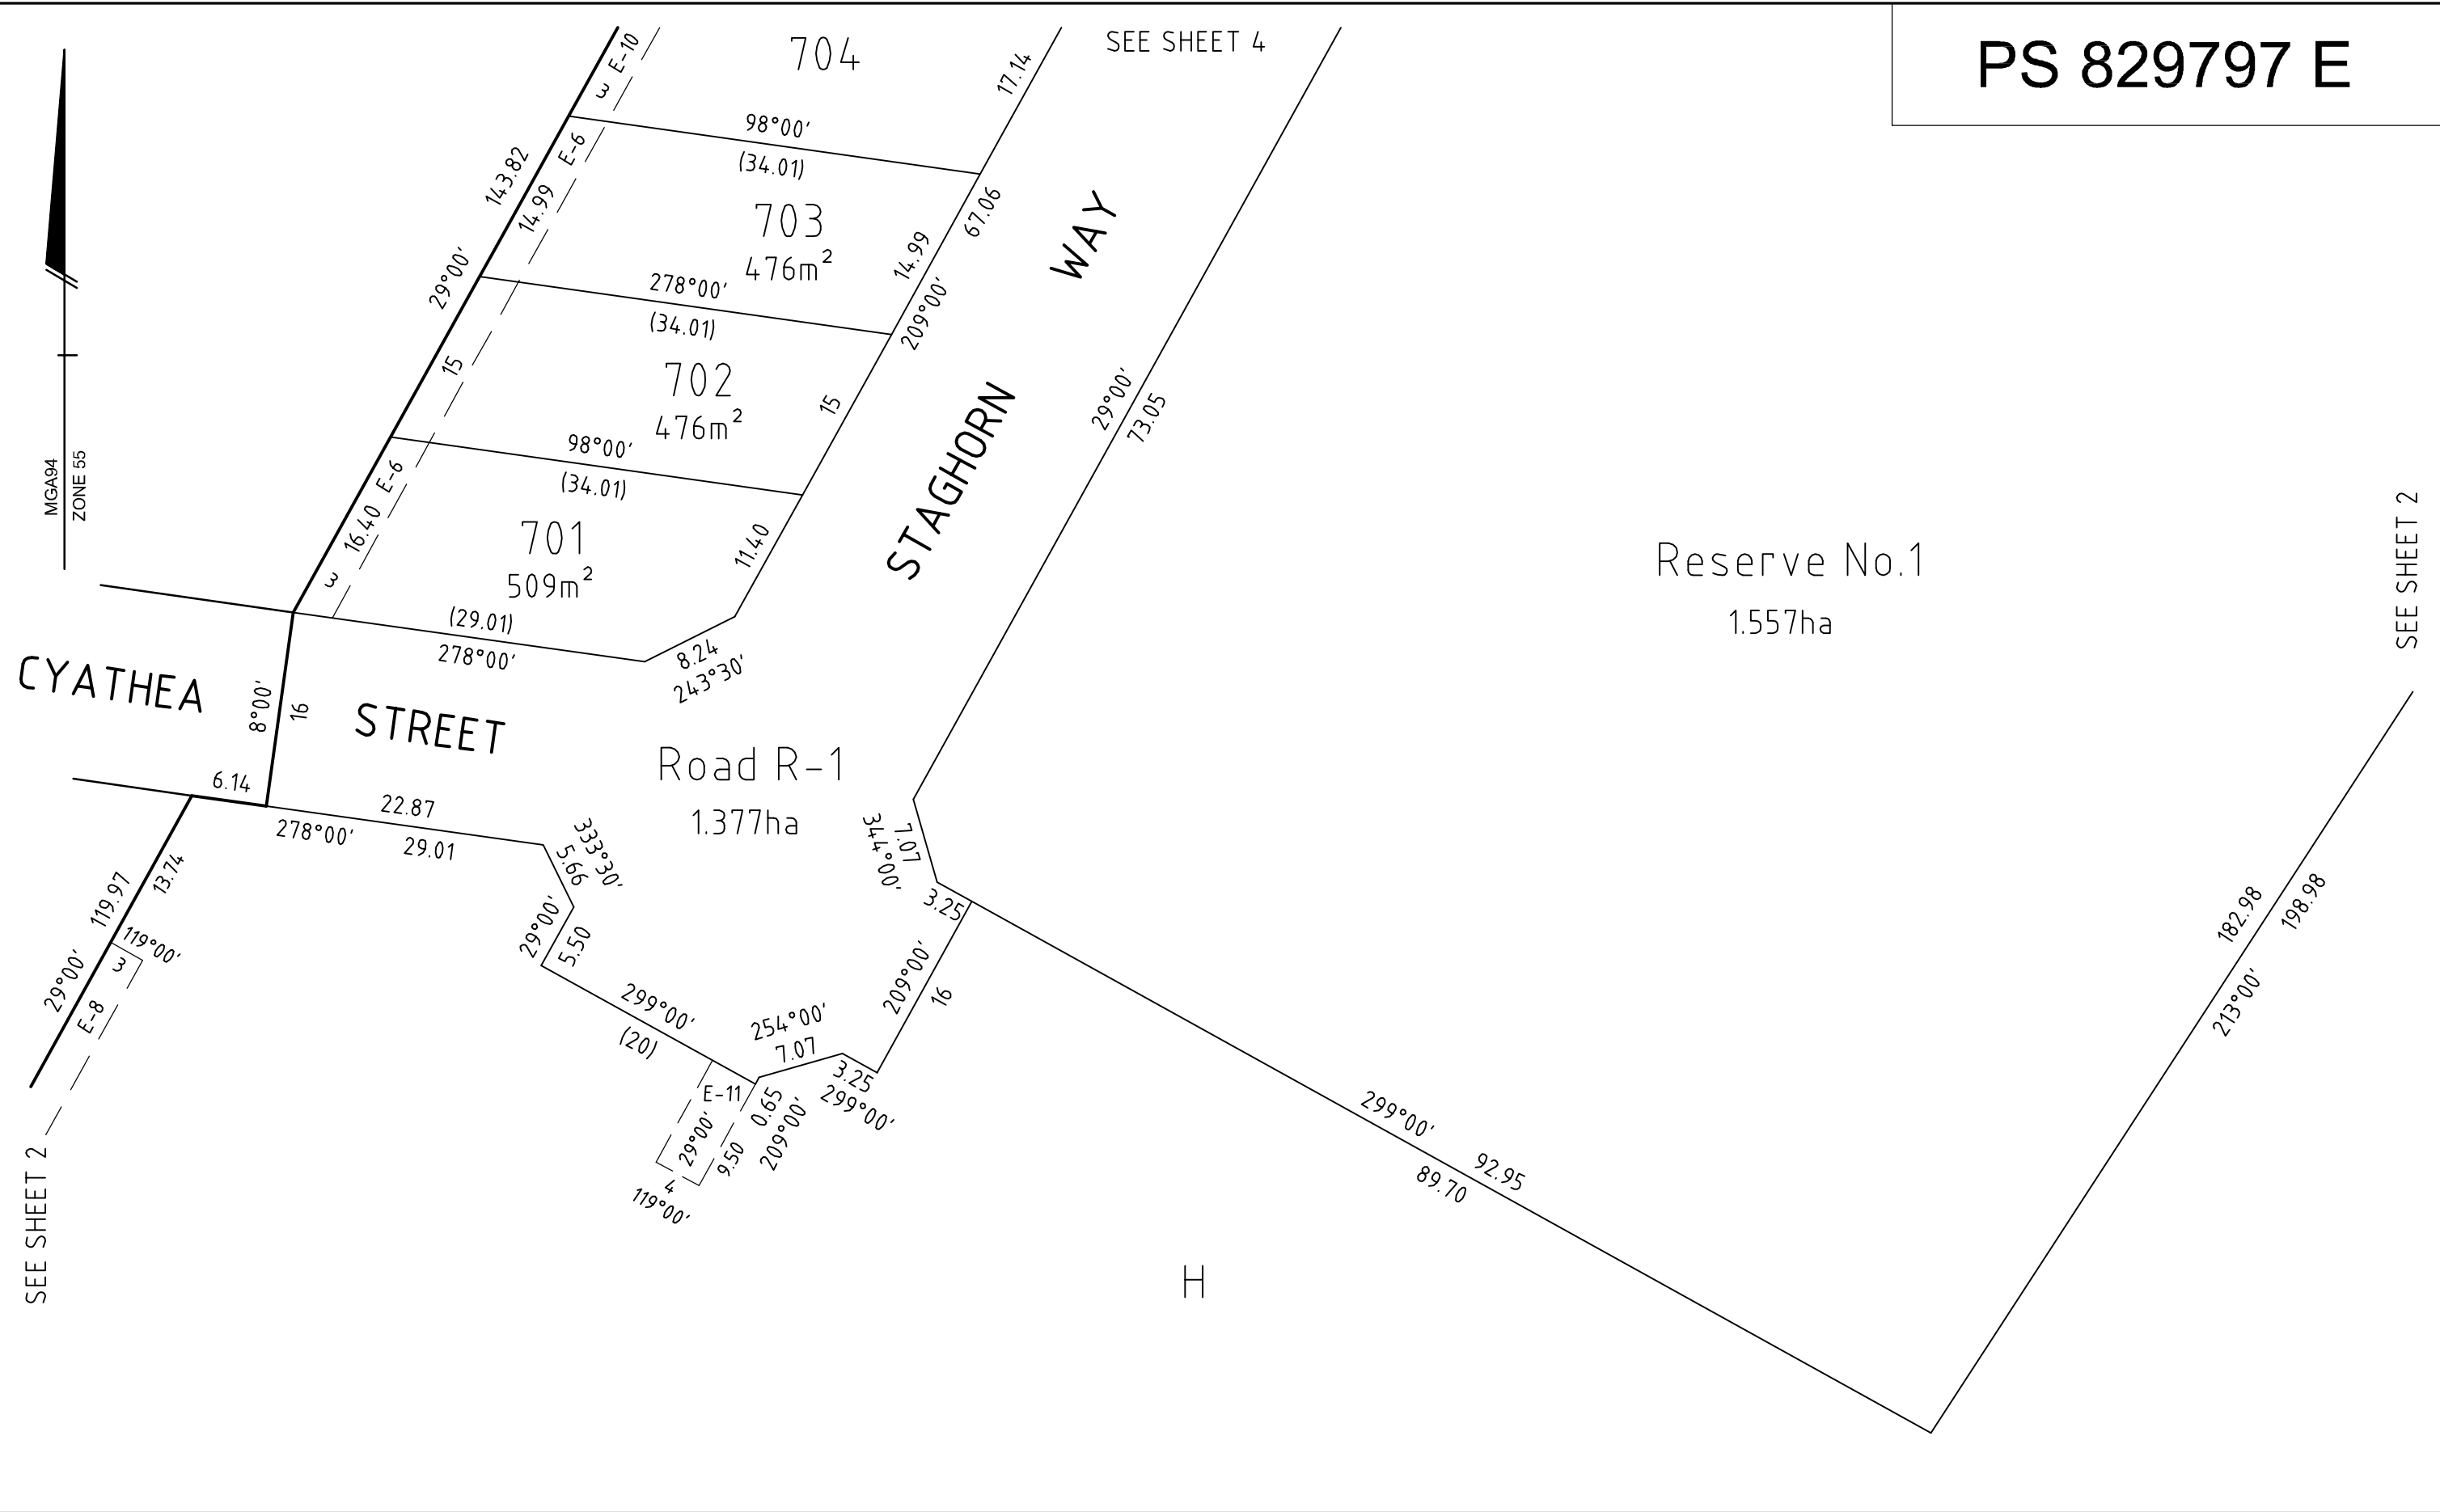 SEE SHEET 4
PS 829797 E
704
E-10
3
17.14
98°00'
(34.01)
E-6
143.82
14.99
703
476m²
67.06
14.99
WAY
29°00'
278°00'
(34.01)
209°00'
15
702
476m²
15
29°00'
73.05
STAGHORN
MGA94
ZONE 55
98°00'
(34.01)
E-6
16.40
3
701
509m²
11.40
Reserve No.1
1.557ha
SEE SHEET 2
(29.01)
278°00'
8.24
243°30'
CYATHEA
STREET
8°00'
16
Road R-1
1.377ha
6.14
22.87
278°00'
29.01
333°30'
5.66
7.07
344°00'
3.25
119.97
13.74
29°00'
119°00'
3
E-8
29°00'
5.50
209°00'
16
182.98
198.98
213°00'
299°00'
(20)
254°00'
7.07
3.25
299°00'
E-11
0.65
209°00'
29°00'
9.50
4
119°00'
299°00'
92.95
89.70
SEE SHEET 2
H